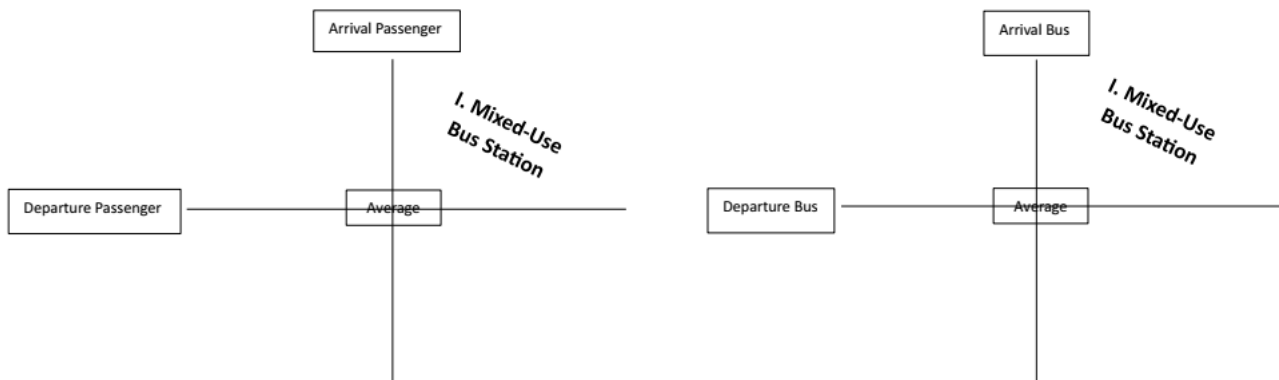 Arrival Passenger
I. Mixed-Use
Bus Station
Departure Passenger
Average
Arrival Bus
I. Mixed-Use
Bus Station
Departure Bus
Average